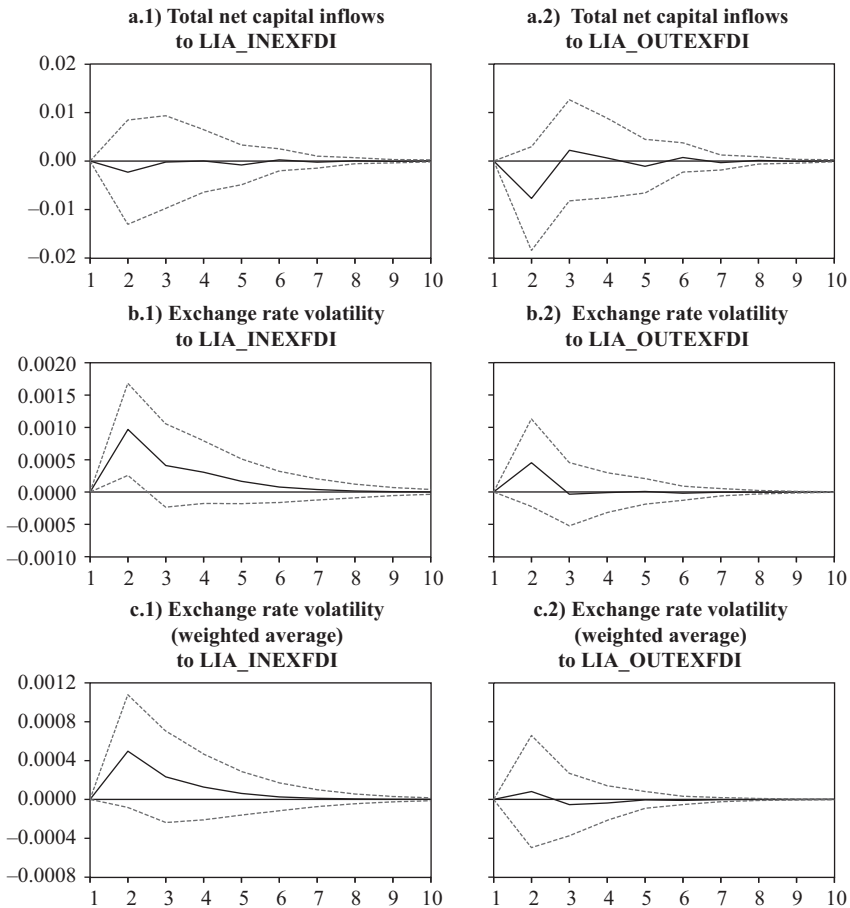 a.1) Total net capital inflows
to LIA_INEXFDI
0.02
0.01
0.00
–0.01
–0.02
1 2 3 4 5 6 7 8 9 10
a.2) Total net capital inflows
to LIA_OUTEXFDI
1 2 3 4 5 6 7 8 9 10
b.1) Exchange rate volatility
to LIA_INEXFDI
0.0020
0.0015
0.0010
0.0005
0.0000
–0.0005
–0.0010
1 2 3 4 5 6 7 8 9 10
b.2) Exchange rate volatility
to LIA_OUTEXFDI
1 2 3 4 5 6 7 8 9 10
c.1) Exchange rate volatility
(weighted average)
to LIA_INEXFDI
0.0012
0.0008
0.0004
0.0000
–0.0004
–0.0008
1 2 3 4 5 6 7 8 9 10
c.2) Exchange rate volatility
(weighted average)
to LIA_OUTEXFDI
1 2 3 4 5 6 7 8 9 10